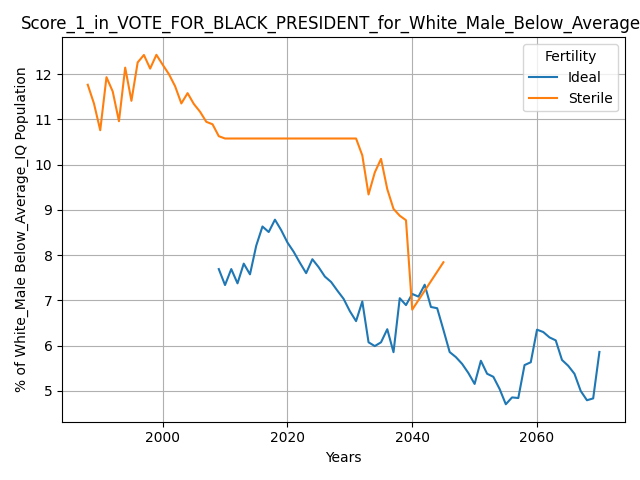 Score_1_in_VOTE_FOR_BLACK_PRESIDENT_for_White_Male_Below_Average
Fertility
Ideal
Sterile
% of White_Male Below_Average_IQ Population
12
11
10
9
8
7
6
5
2000 2020 2040 2060
Years